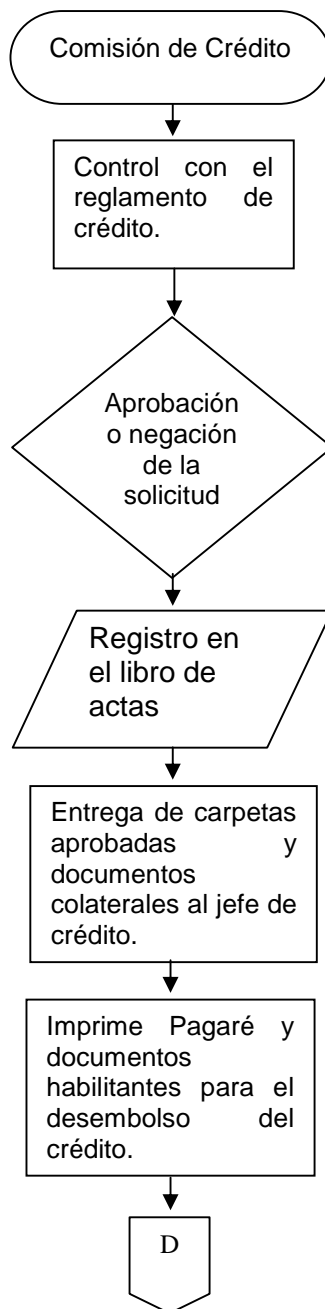 Comisión de Crédito
Control con el
reglamento de
crédito.
Aprobación
o negación
de la
solicitud
Registro en
el libro de
actas
Entrega de carpetas
aprobadas y
documentos
colaterales al jefe de
crédito.
Imprime Pagaré y
documentos
habilitantes para el
desembolso del
crédito.
D